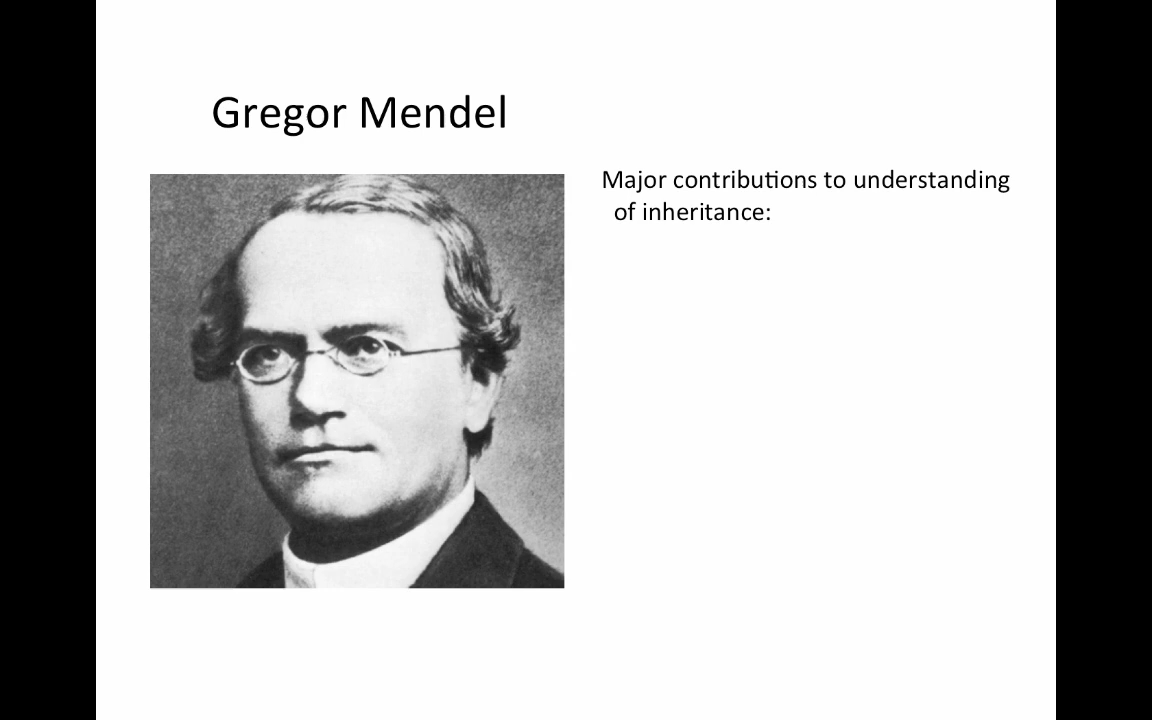 Gregor Mendel
Major contributions to understanding
of inheritance: